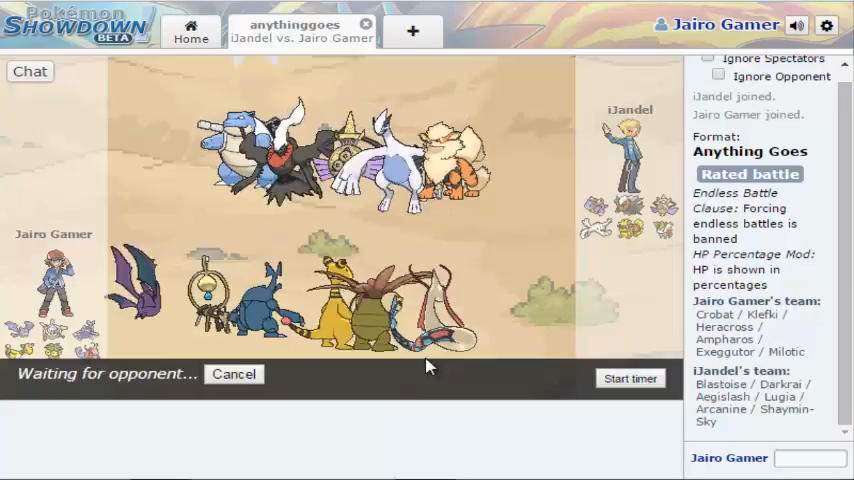 Pokémon
SHOWDOWN!
BETA
Home
anythinggoes
iJandel vs. Jairo Gamer
+
Jairo Gamer
Chat
Jairo Gamer
iJandel
Waiting for opponent...
Cancel
Start timer
Ignore Spectators
Ignore Opponent
iJandel joined.
Jairo Gamer joined.
Format:
Anything Goes
Rated battle
Endless Battle
Clause: Forcing
endless battles is
banned
HP Percentage Mod:
HP is shown in
percentages
Jairo Gamer's team:
Crobat / Klefki /
Heracross /
Ampharos /
Exeggutor / Milotic
iJandel's team:
Blastoise / Darkrai /
Aegislash / Lugia /
Arcanine / Shaymin-
Sky
Jairo Gamer